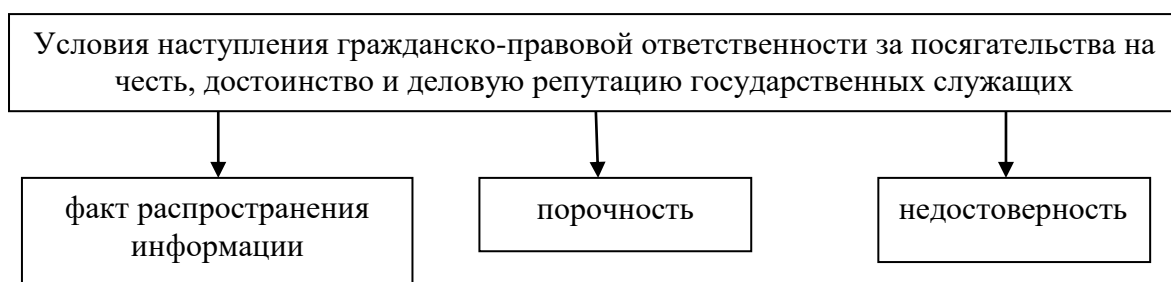 Условия наступления гражданско-правовой ответственности за посягательства на
честь, достоинство и деловую репутацию государственных служащих
факт распространения
информации
порочность
недостоверность